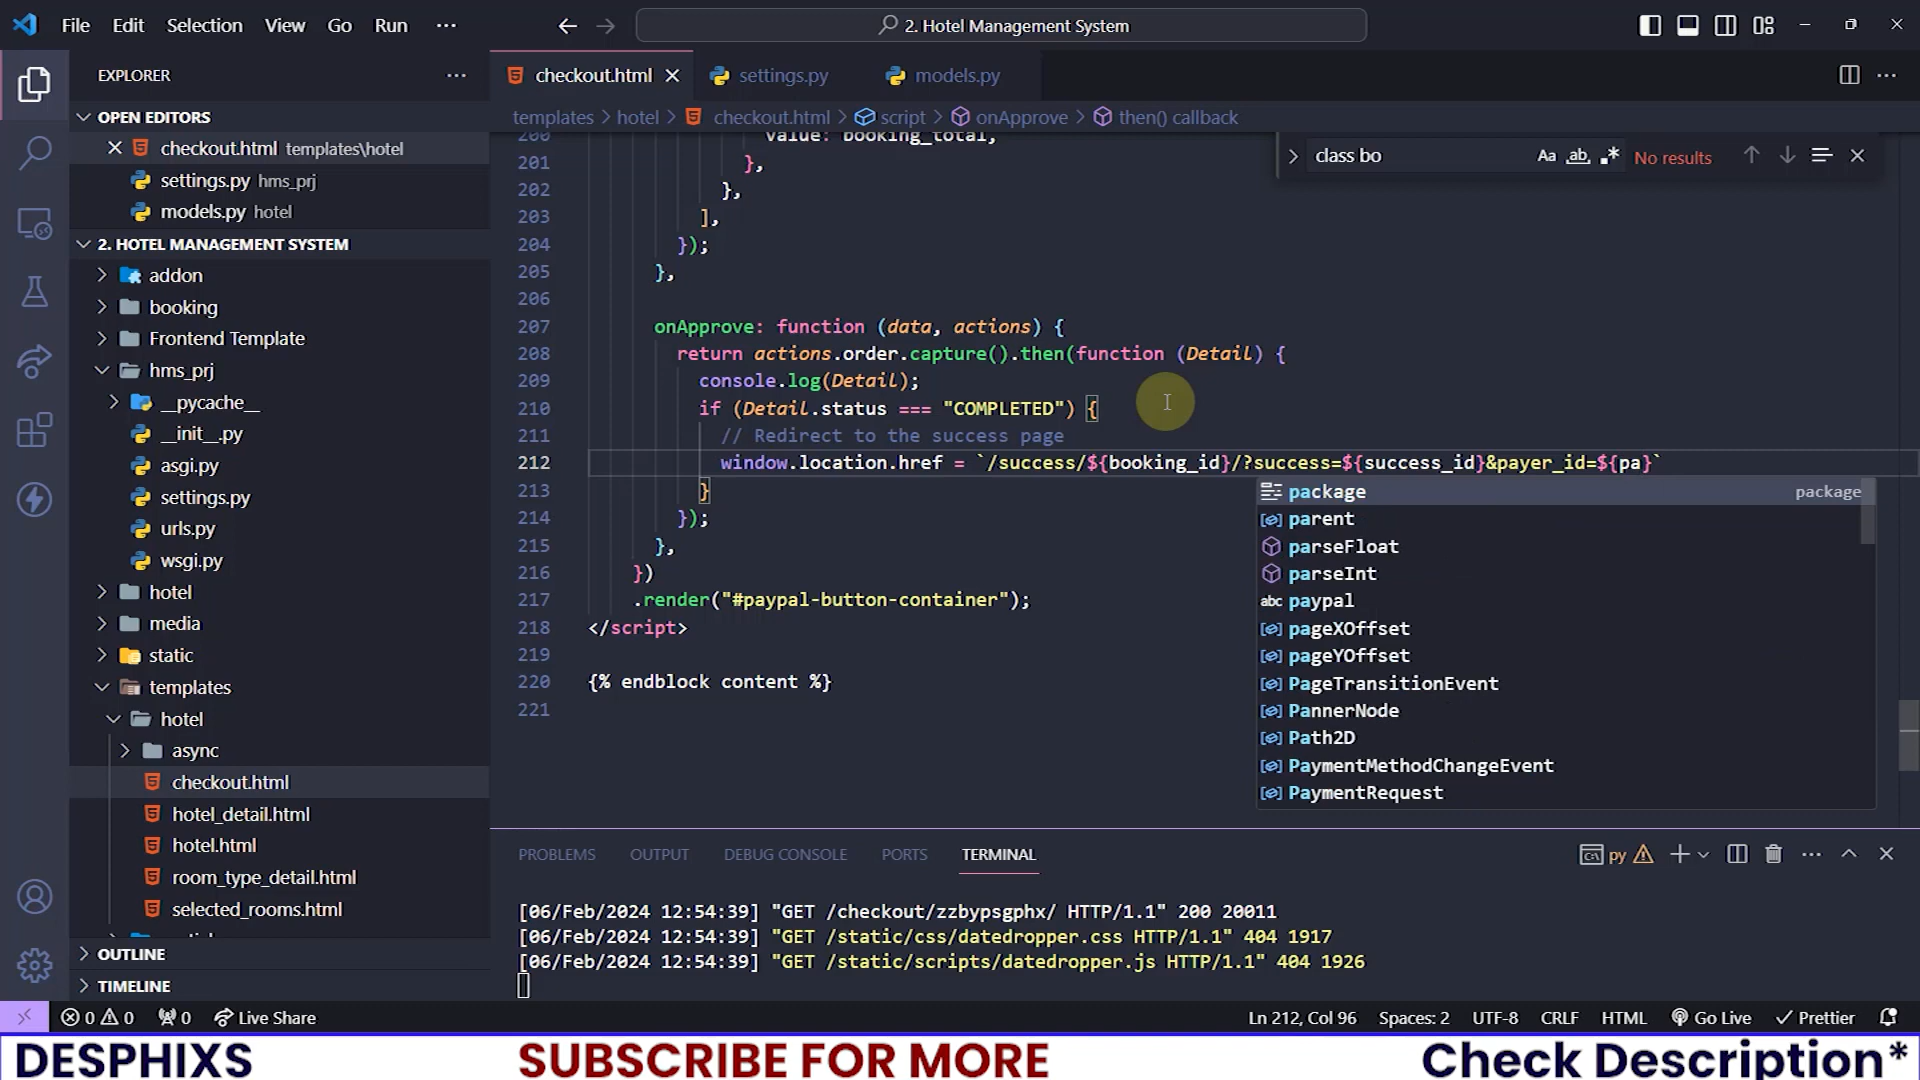 File Edit Selection View Go Run ··· 2. Hotel Management System
EXPLORER ···
OPEN EDITORS
checkout.html templates\hotel
settings.py hms_prj
models.py hotel
2. HOTEL MANAGEMENT SYSTEM
addon
booking
Frontend Template
hms_prj
__pycache__
__init__.py
asgi.py
settings.py
urls.py
wsgi.py
hotel
media
static
templates
hotel
async
checkout.html
hotel_detail.html
hotel.html
room_type_detail.html
selected_rooms.html
OUTLINE
TIMELINE
checkout.html settings.py models.py
templates > hotel > checkout.html > script > onApprove > then() callback
class bo Aa ab .* No results
200 value: booking_total,
201 },
202 },
203 ],
204 });
205 },
206
207 onApprove: function (data, actions) {
208 return actions.order.capture().then(function (Detail) {
209 console.log(Detail);
210 if (Detail.status === "COMPLETED") {
211 // Redirect to the success page
212 window.location.href = `/success/${booking_id}/?success=${success_id}&payer_id=${pa}`
213 }
214 });
215 },
216 })
217 .render("#paypal-button-container");
218 </script>
219
220 {% endblock content %}
221
package package
parent
parseFloat
parseInt
abc paypal
pageXOffset
pageYOffset
PageTransitionEvent
PannerNode
Path2D
PaymentMethodChangeEvent
PaymentRequest
PROBLEMS OUTPUT DEBUG CONSOLE PORTS TERMINAL py
[06/Feb/2024 12:54:39] "GET /checkout/zzbypsgphx/ HTTP/1.1" 200 20011
[06/Feb/2024 12:54:39] "GET /static/css/datedropper.css HTTP/1.1" 404 1917
[06/Feb/2024 12:54:39] "GET /static/scripts/datedropper.js HTTP/1.1" 404 1926
0 0 0 Live Share Ln 212, Col 96 Spaces: 2 UTF-8 CRLF HTML Go Live Prettier
DESPHIXS SUBSCRIBE FOR MORE Check Description*